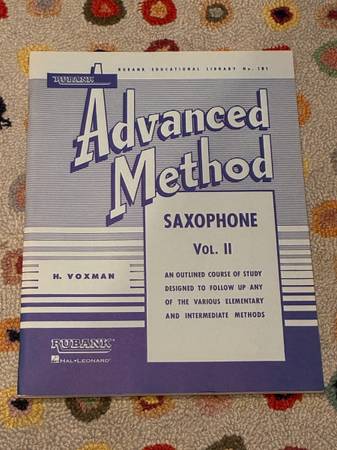 RUBANK EDUCATIONAL LIBRARY No. 181
RUBANK
Advanced
Method
SAXOPHONE
VOL. II
H. VOXMAN
AN OUTLINED COURSE OF STUDY
DESIGNED TO FOLLOW UP ANY
OF THE VARIOUS ELEMENTARY
AND INTERMEDIATE METHODS
RUBANK
HAL•LEONARD